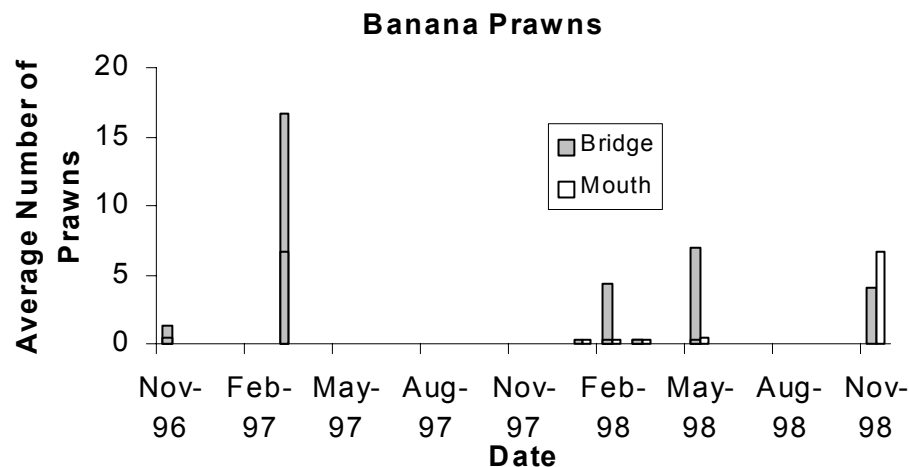 Banana Prawns
Average Number of
Prawns
20
15
10
5
0
Bridge
Mouth
Nov-
96
Feb-
97
May-
97
Aug-
97
Nov-
97
Feb-
98
May-
98
Aug-
98
Nov-
98
Date